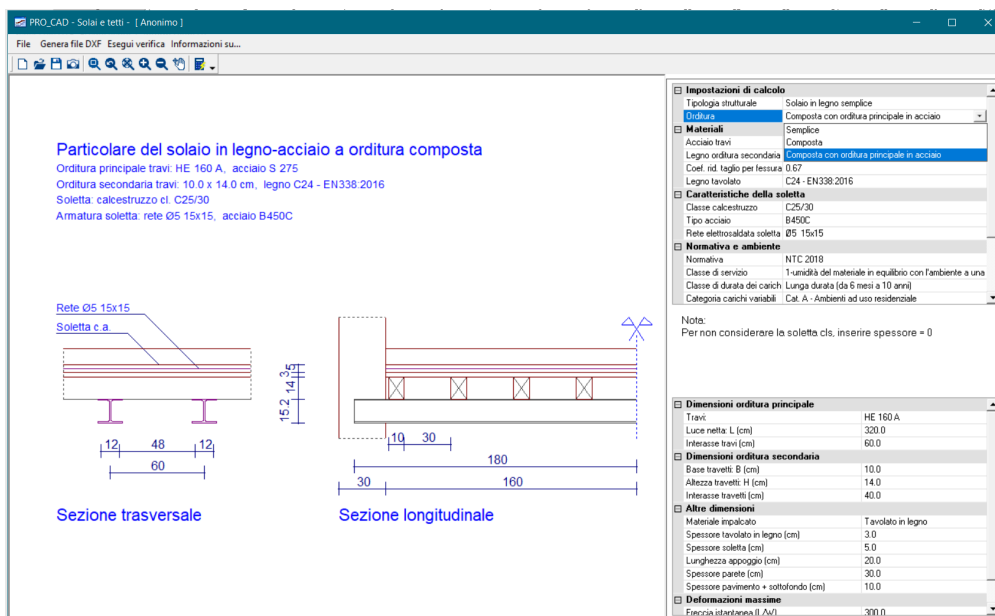 PRO_CAD - Solai e tetti - [ Anonimo ]
File Genera file DXF Esegui verifica Informazioni su...
Particolare del solaio in legno-acciaio a orditura composta
Orditura principale travi: HE 160 A, acciaio S 275
Orditura secondaria travi: 10.0 x 14.0 cm, legno C24 - EN338:2016
Soletta: calcestruzzo cl. C25/30
Armatura soletta: rete Ø5 15x15, acciaio B450C
Rete Ø5 15x15
Soletta c.a.
15.2 14 3 5
12 48 12
60
10 30
180
30 160
Sezione trasversale
Sezione longitudinale
Impostazioni di calcolo
Tipologia strutturale Solaio in legno semplice
Orditura Composta con orditura principale in acciaio
Semplice
Composta
Composta con orditura principale in acciaio
Materiali
Acciaio travi
Legno orditura secondaria
Coef. rid. taglio per fessura 0.67
Legno tavolato C24 - EN338:2016
Caratteristiche della soletta
Classe calcestruzzo C25/30
Tipo acciaio B450C
Rete elettrosaldata soletta Ø5 15x15
Normativa e ambiente
Normativa NTC 2018
Classe di servizio 1-umidità del materiale in equilibrio con l'ambiente a una
Classe di durata dei carich Lunga durata (da 6 mesi a 10 anni)
Categoria carichi variabili Cat. A - Ambienti ad uso residenziale
Nota:
Per non considerare la soletta cls, inserire spessore = 0
Dimensioni orditura principale
Travi: HE 160 A
Luce netta: L (cm) 320.0
Interasse travi (cm) 60.0
Dimensioni orditura secondaria
Base travetti: B (cm) 10.0
Altezza travetti: H (cm) 14.0
Interasse travetti (cm) 40.0
Altre dimensioni
Materiale impalcato Tavolato in legno
Spessore tavolato in legno (cm) 3.0
Spessore soletta (cm) 5.0
Lunghezza appoggio (cm) 20.0
Spessore parete (cm) 30.0
Spessore pavimento + sottofondo (cm) 10.0
Deformazioni massime
Freccia istantanea (L/W) 300.0